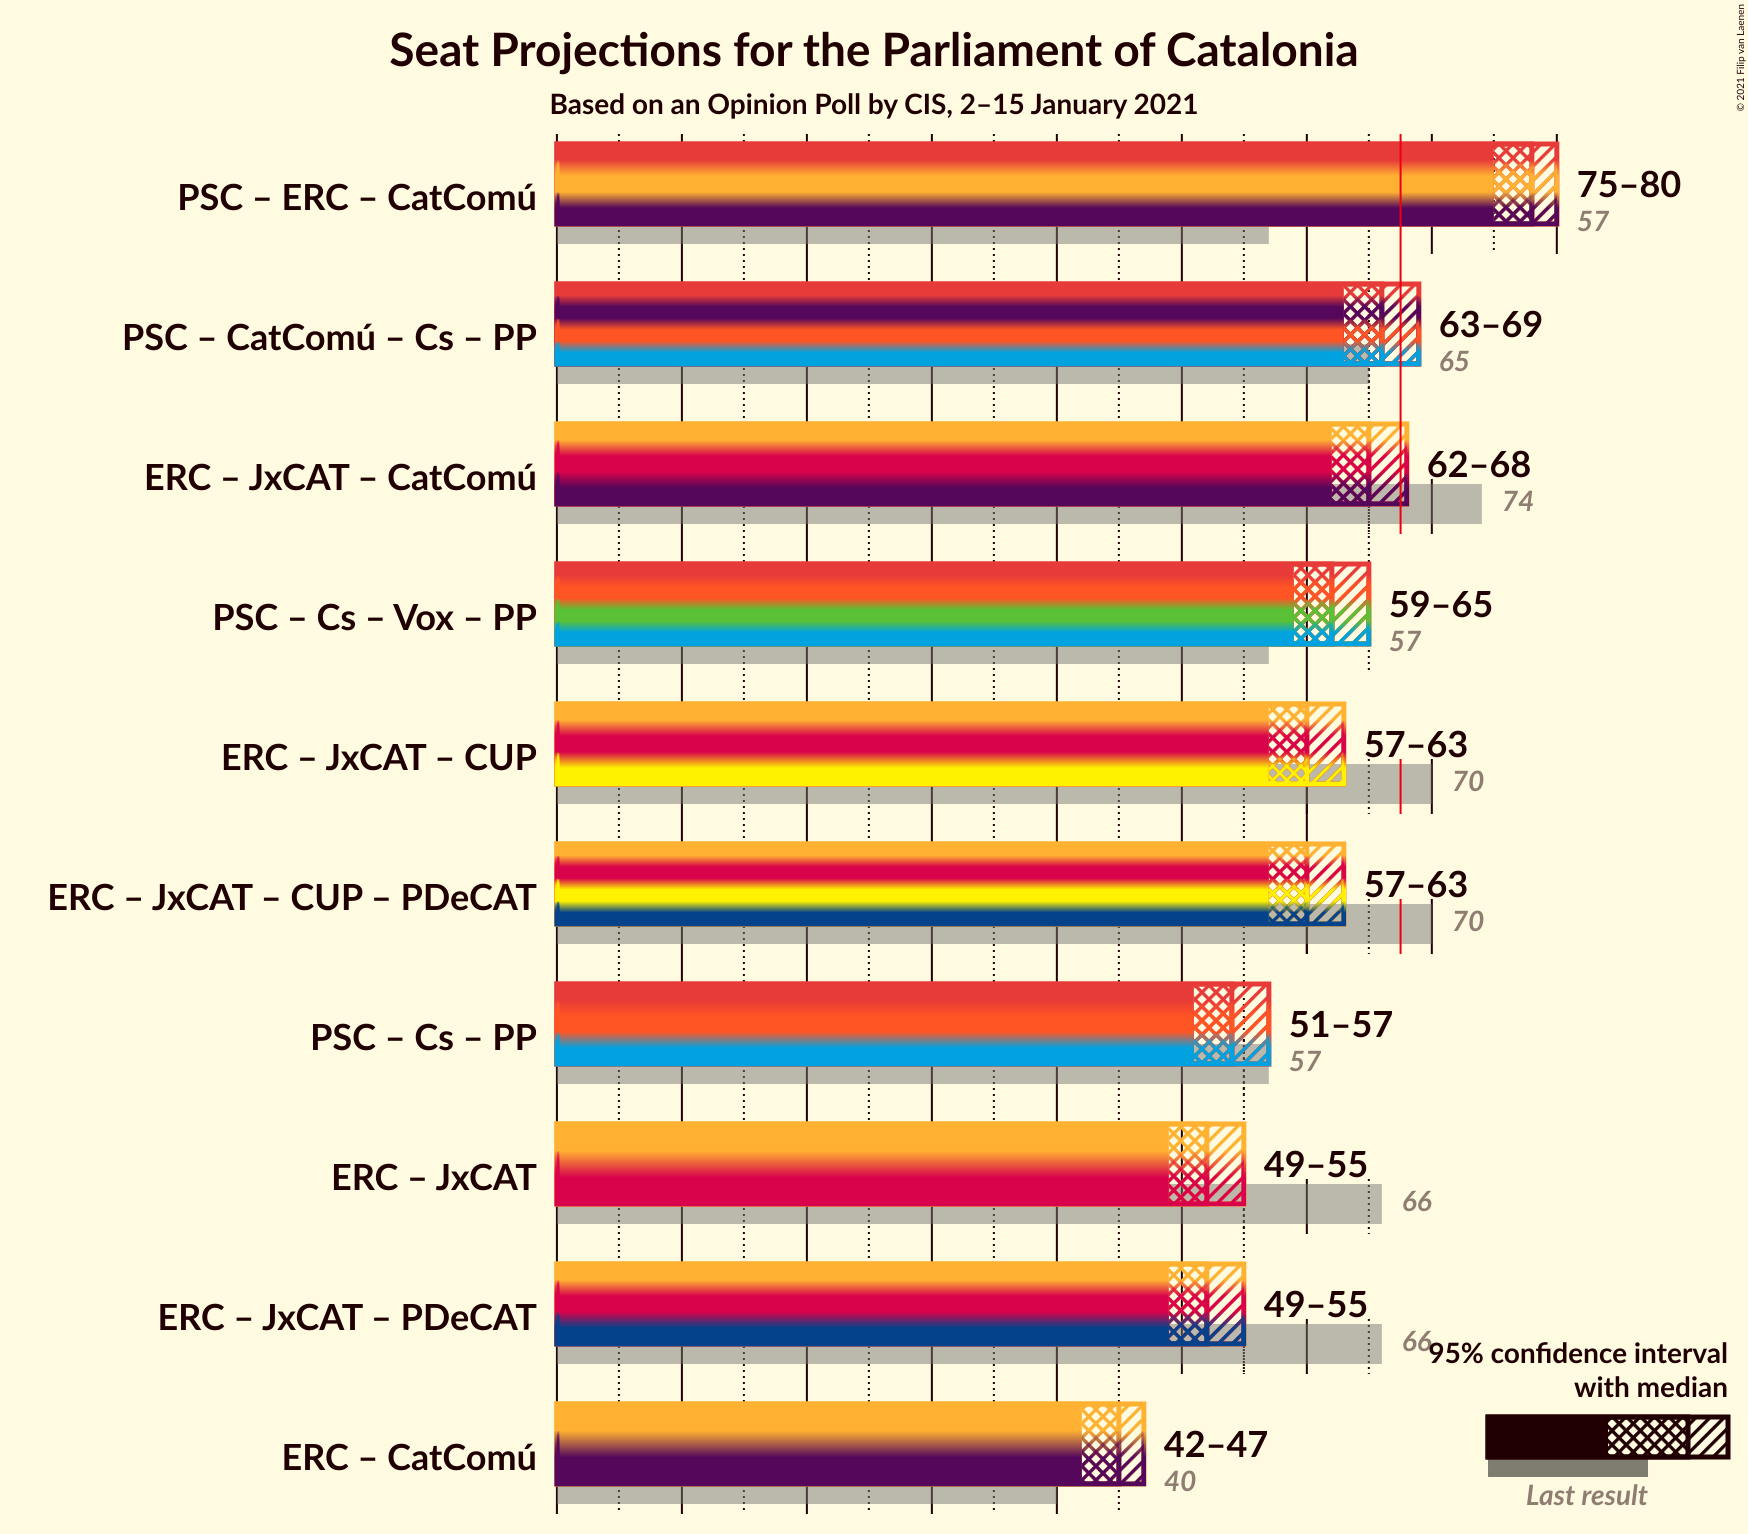 Seat Projections for the Parliament of Catalonia
Based on an Opinion Poll by CIS, 2–15 January 2021
© 2021 Filip van Laenen
PSC – ERC – CatComú
75–80
57
PSC – CatComú – Cs – PP
63–69
65
ERC – JxCAT – CatComú
62–68
74
PSC – Cs – Vox – PP
59–65
57
ERC – JxCAT – CUP
57–63
70
ERC – JxCAT – CUP – PDeCAT
57–63
70
PSC – Cs – PP
51–57
57
ERC – JxCAT
49–55
66
ERC – JxCAT – PDeCAT
49–55
66
ERC – CatComú
42–47
40
95% confidence interval
with median
Last result